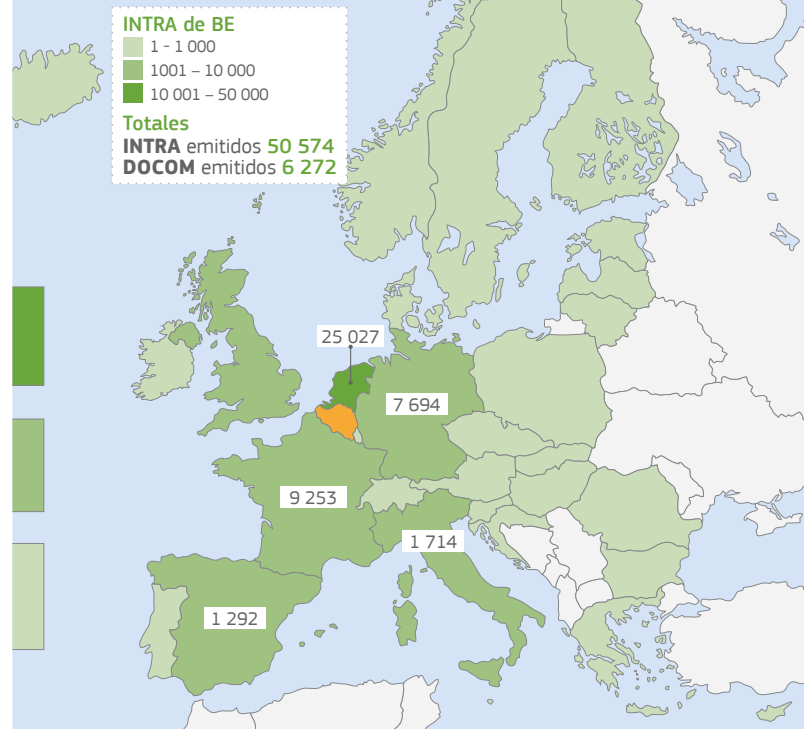 INTRA de BE
1 - 1 000
1001 – 10 000
10 001 – 50 000
Totales
INTRA emitidos 50 574
DOCOM emitidos 6 272
25 027
7 694
9 253
1 714
1 292